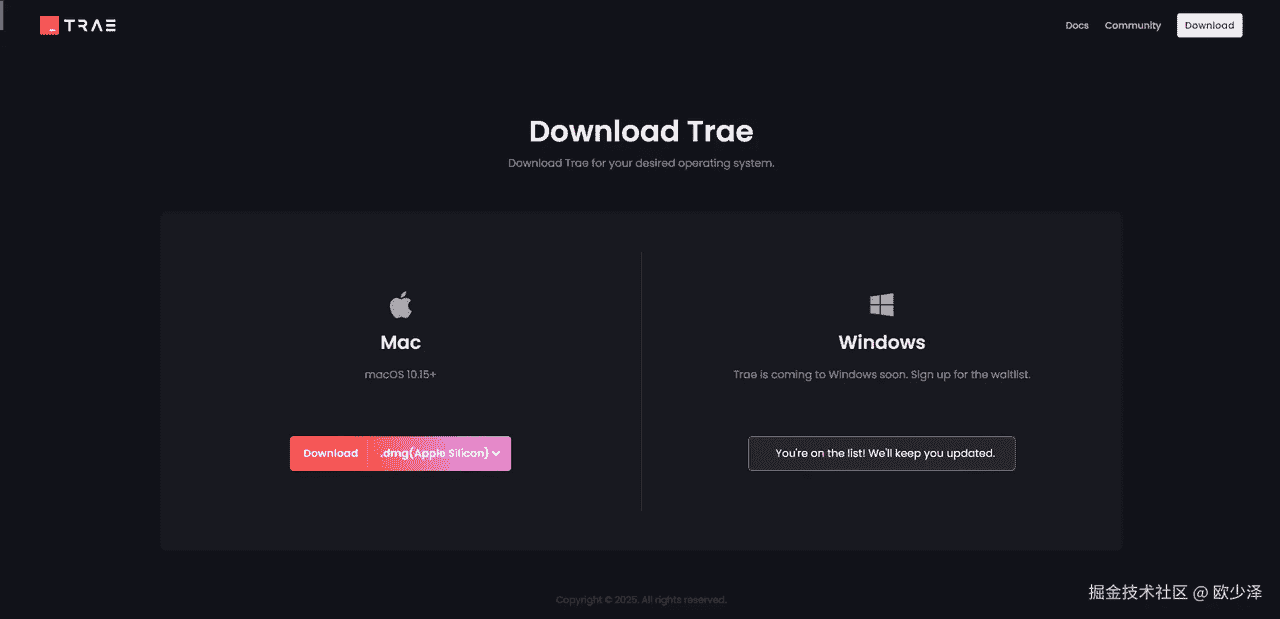 TRAE
Docs Community Download
Download Trae
Download Trae for your desired operating system.
Mac
macOS 10.15+
Download .dmg(Apple Silicon)
Windows
Trae is coming to Windows soon. Sign up for the waitlist.
You're on the list! We'll keep you updated.
Copyright © 2025. All rights reserved.
掘金技术社区 @ 欧少泽